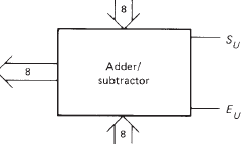 8
S_U
Adder/
8
subtractor
E_U
8